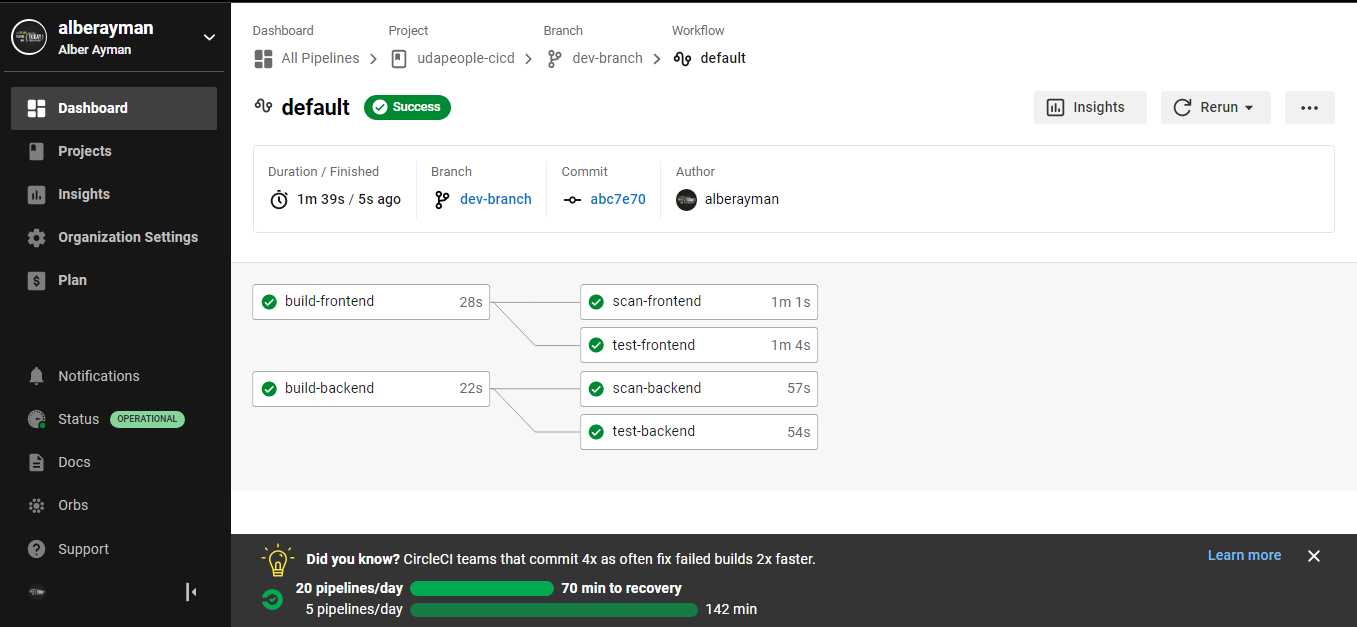 alberayman
Alber Ayman
Dashboard
Projects
Insights
Organization Settings
Plan
Notifications
Status OPERATIONAL
Docs
Orbs
Support
Dashboard Project Branch Workflow
All Pipelines udapeople-cicd dev-branch default
default Success Insights Rerun
Duration / Finished Branch Commit Author
1m 39s / 5s ago dev-branch abc7e70 alberayman
build-frontend 28s scan-frontend 1m 1s
test-frontend 1m 4s
build-backend 22s scan-backend 57s
test-backend 54s
Did you know? CircleCI teams that commit 4x as often fix failed builds 2x faster. Learn more
20 pipelines/day 70 min to recovery
5 pipelines/day 142 min